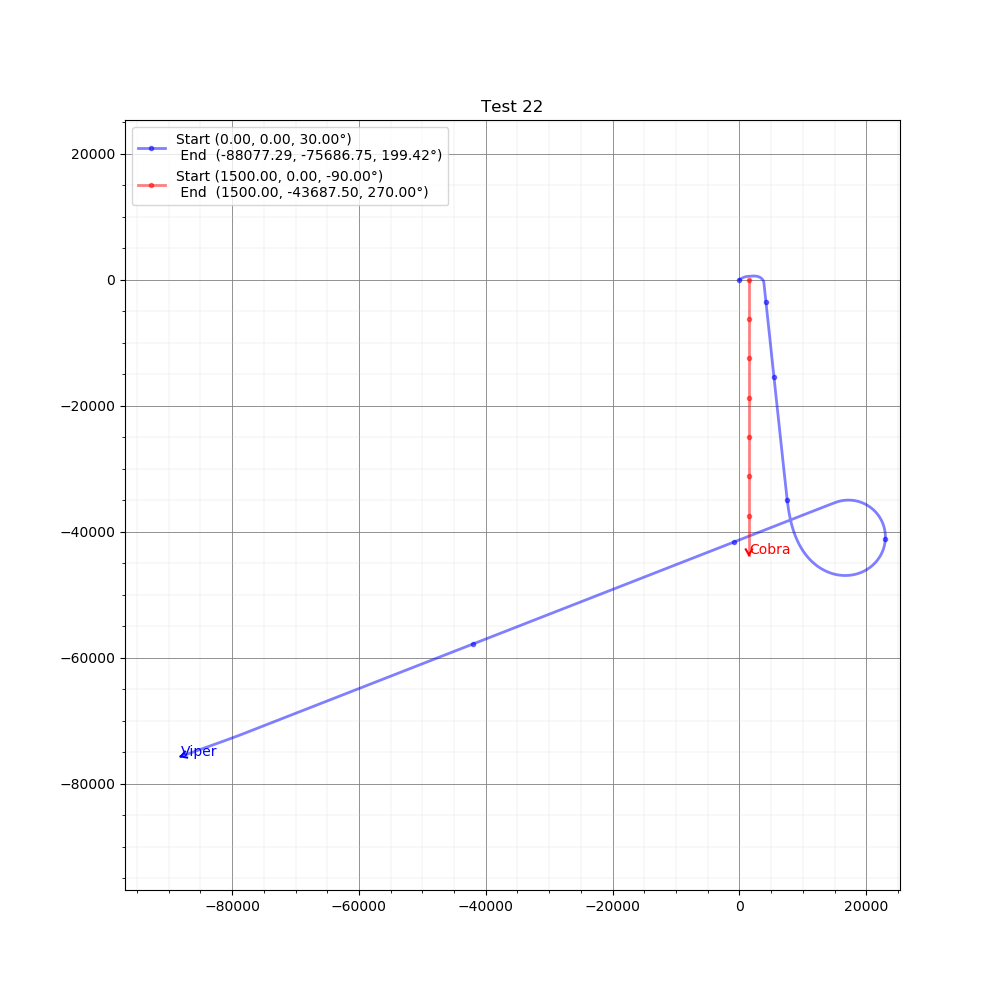 Test 22
Start (0.00, 0.00, 30.00°)
End  (-88077.29, -75686.75, 199.42°)
Start (1500.00, 0.00, -90.00°)
End  (1500.00, -43687.50, 270.00°)
20000
0
−20000
−40000
−60000
−80000
Cobra
Viper
−80000
−60000
−40000
−20000
0
20000